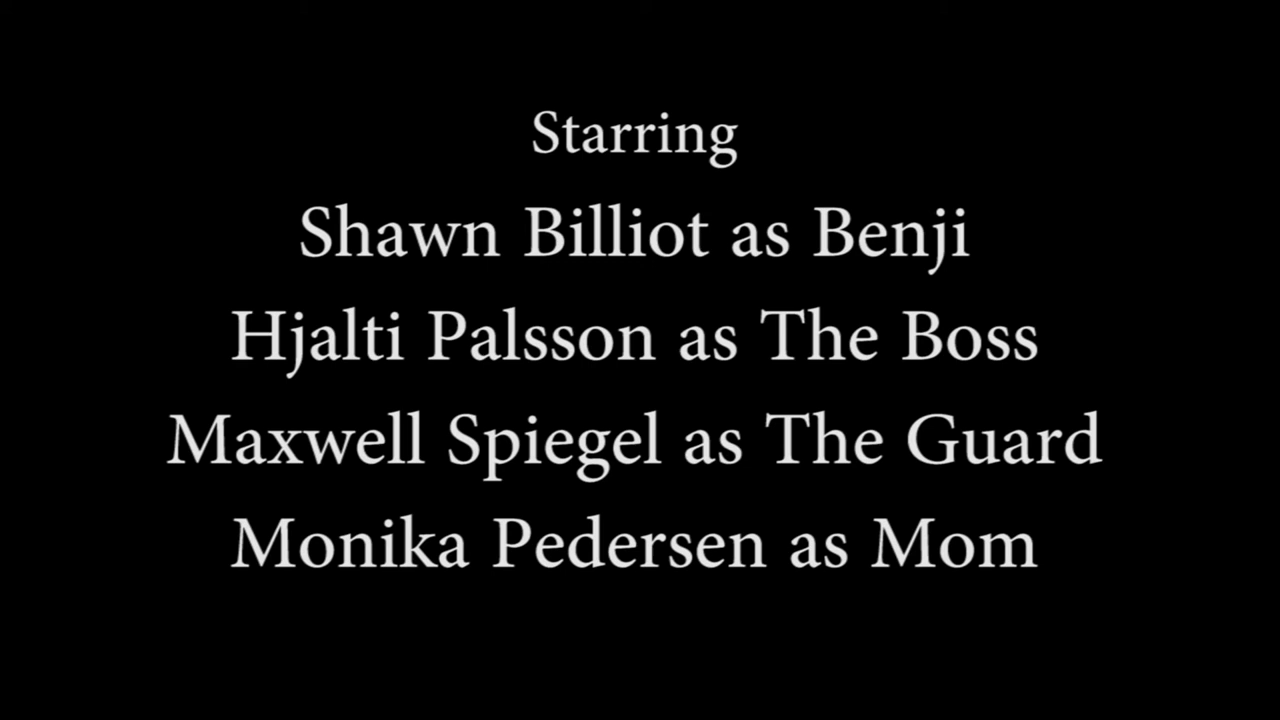 Starring
Shawn Billiot as Benji
Hjalti Palsson as The Boss
Maxwell Spiegel as The Guard
Monika Pedersen as Mom